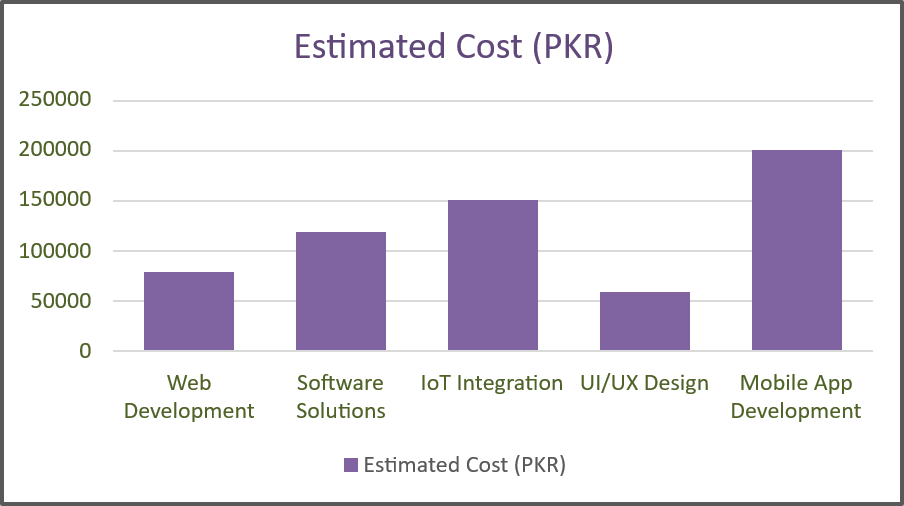 Estimated Cost (PKR)
250000
200000
150000
100000
50000
0
Web Development
Software Solutions
IoT Integration
UI/UX Design
Mobile App Development
Estimated Cost (PKR)